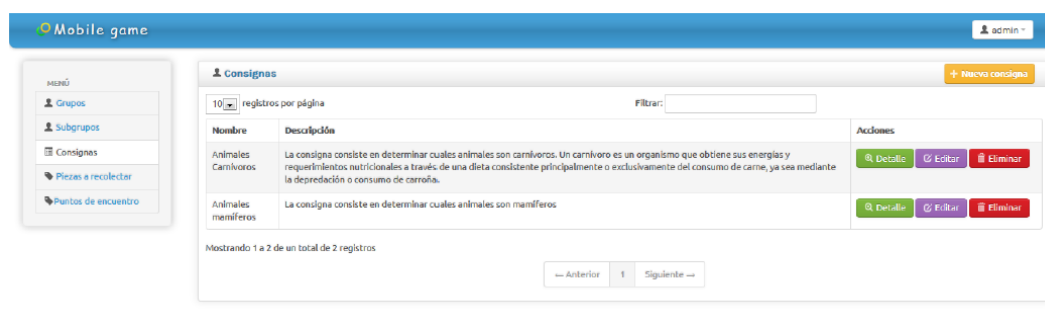 Mobile game
admin
MENÚ
Grupos
Subgrupos
Consignas
Piezas a recolectar
Puntos de encuentro
Consignas
+ Nueva consigna
10 registros por página
Filtrar:
Nombre Descripción Acciones
Animales Carnívoros
La consigna consiste en determinar cuales animales son carnívoros. Un carnívoro es un organismo que obtiene sus energías y
requerimientos nutricionales a través de una dieta consistente principalmente o exclusivamente del consumo de carne, ya sea mediante
la depredación o consumo de carroña.
Detalle Editar Eliminar
Animales mamíferos
La consigna consiste en determinar cuales animales son mamíferos
Detalle Editar Eliminar
Mostrando 1 a 2 de un total de 2 registros
← Anterior 1 Siguiente →